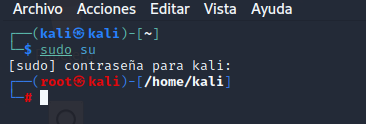 Archivo Acciones Editar Vista Ayuda
┌──(kali㉿kali)-[~]
└─$ sudo su
[sudo] contraseña para kali:
┌──(root㉿kali)-[/home/kali]
└─#